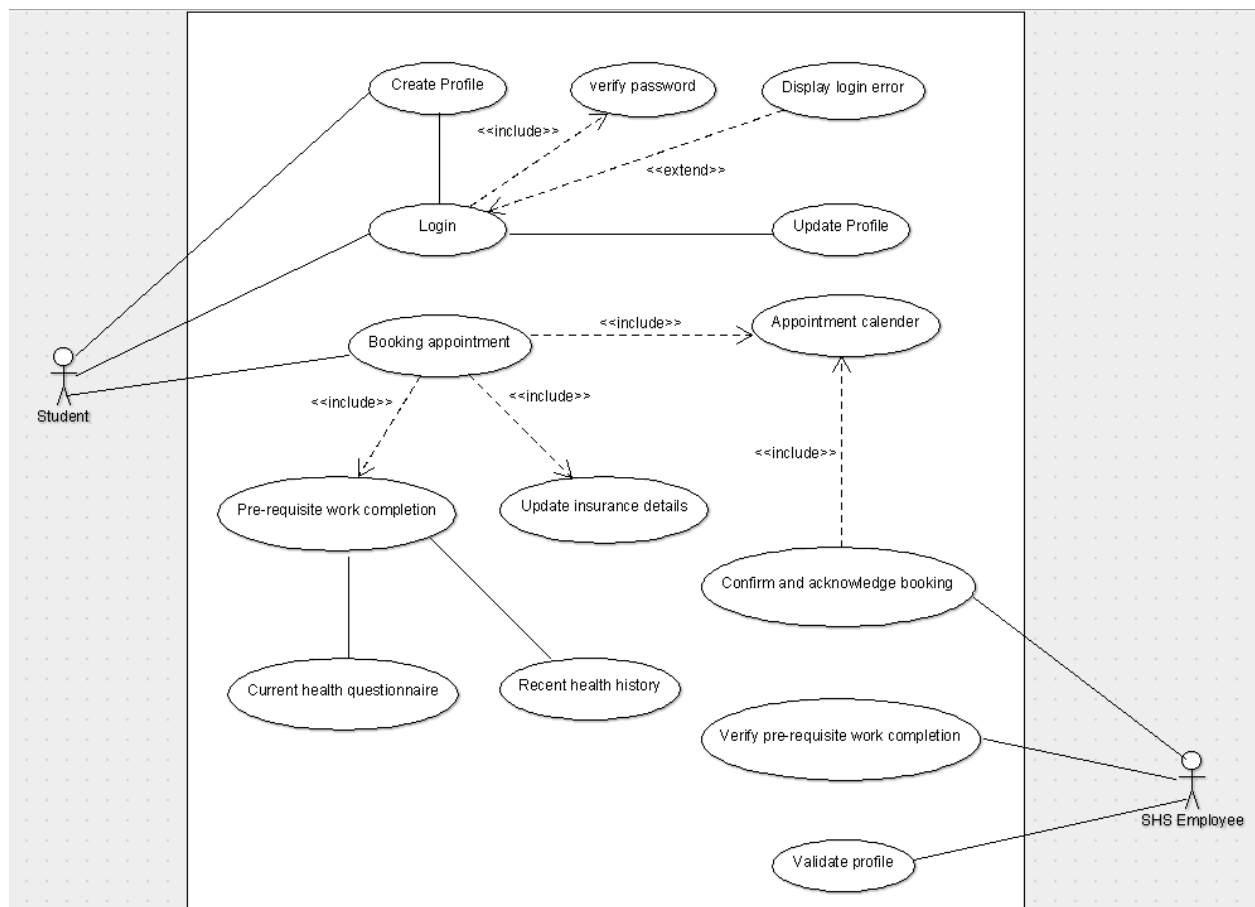 Create Profile
verify password
Display login error
<<include>>
<<extend>>
Login
Update Profile
Appointment calender
<<include>>
Booking appointment
Student
<<include>>
<<include>>
<<include>>
Pre-requisite work completion
Update insurance details
Confirm and acknowledge booking
Current health questionnaire
Recent health history
Verify pre-requisite work completion
SHS Employee
Validate profile